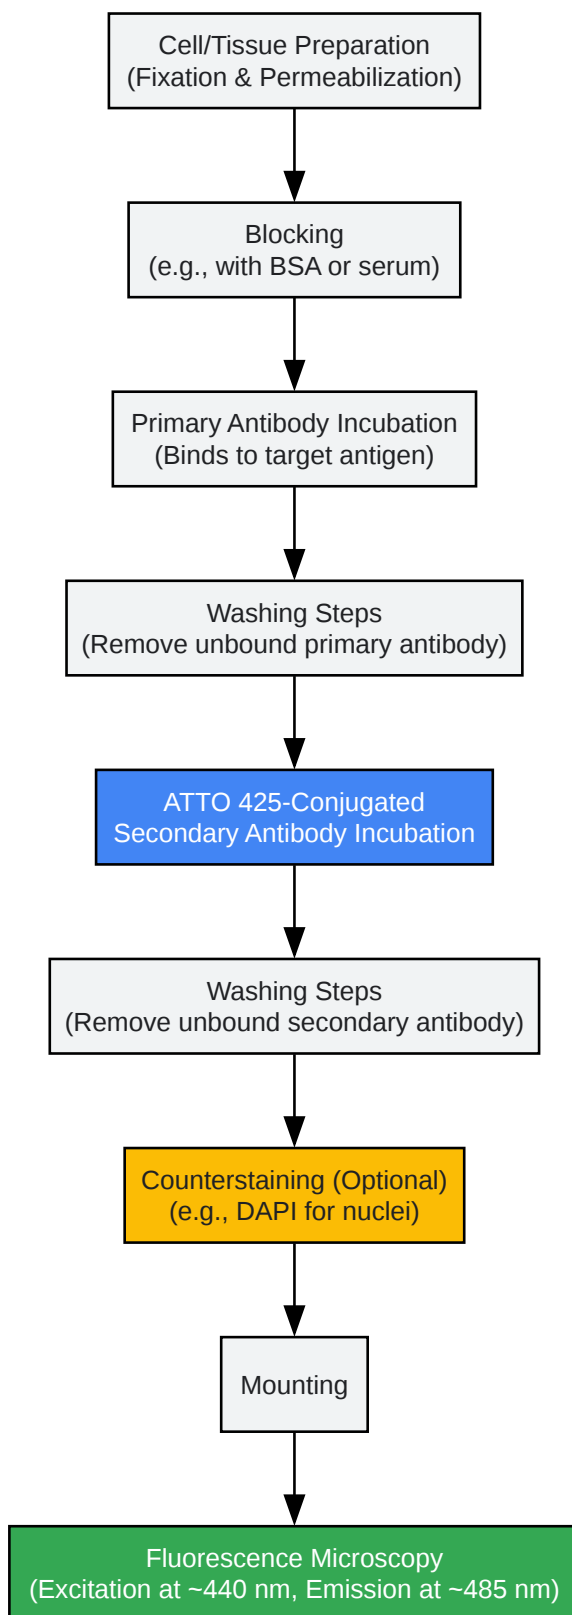 Cell/Tissue Preparation
(Fixation & Permeabilization)
Blocking
(e.g., with BSA or serum)
Primary Antibody Incubation
(Binds to target antigen)
Washing Steps
(Remove unbound primary antibody)
ATTO 425-Conjugated
Secondary Antibody Incubation
Washing Steps
(Remove unbound secondary antibody)
Counterstaining (Optional)
(e.g., DAPI for nuclei)
Mounting
Fluorescence Microscopy
(Excitation at ~440 nm, Emission at ~485 nm)